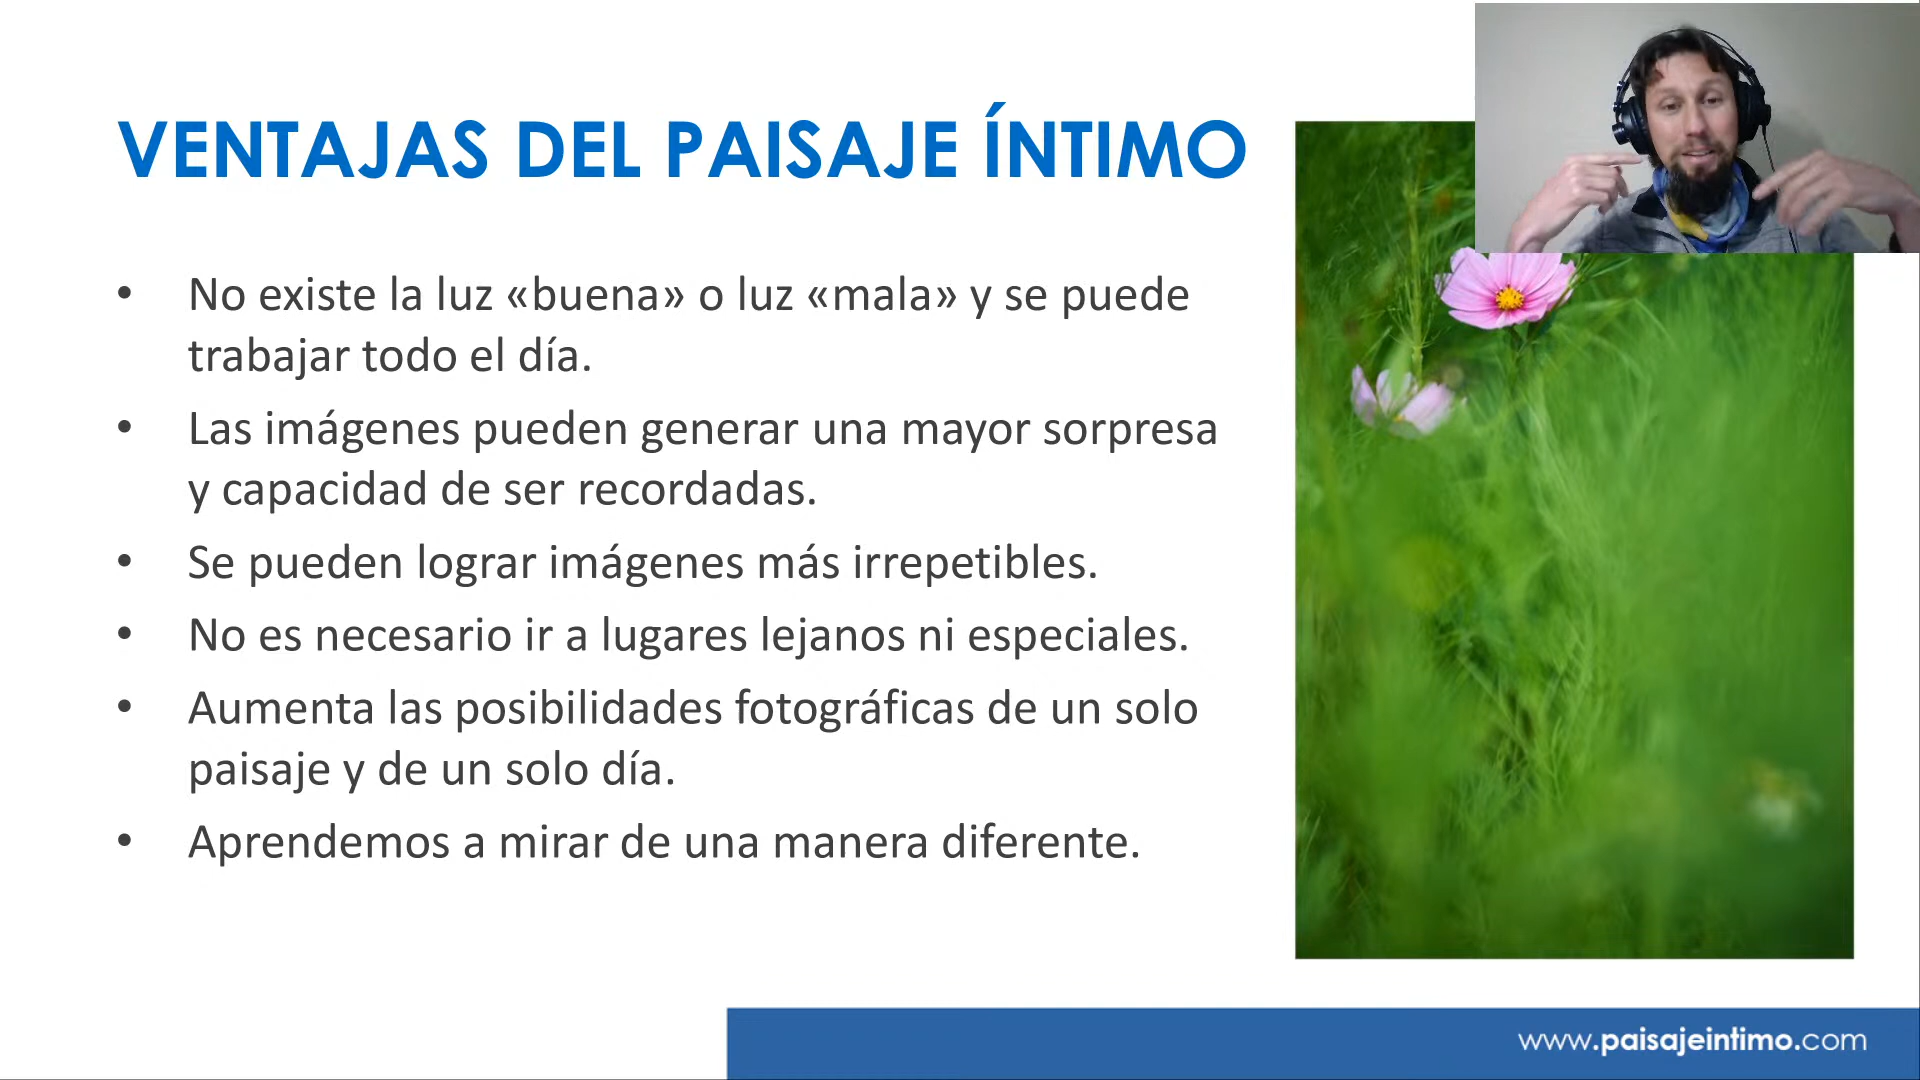 VENTAJAS DEL PAISAJE ÍNTIMO
• No existe la luz «buena» o luz «mala» y se puede
trabajar todo el día.
• Las imágenes pueden generar una mayor sorpresa
y capacidad de ser recordadas.
• Se pueden lograr imágenes más irrepetibles.
• No es necesario ir a lugares lejanos ni especiales.
• Aumenta las posibilidades fotográficas de un solo
paisaje y de un solo día.
• Aprendemos a mirar de una manera diferente.
www.paisajeintimo.com